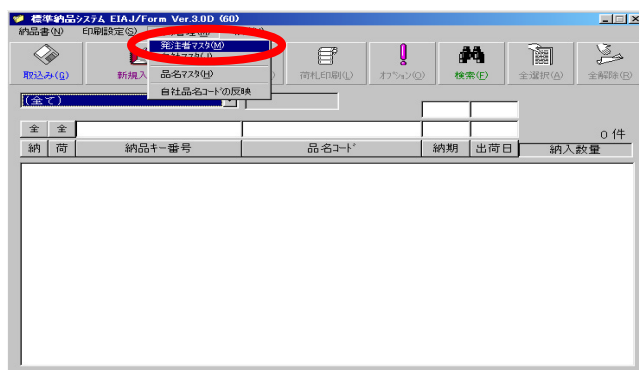 標準納品システム EIAJ/Form Ver.3.0D (60)
納品書(N) 印刷設定(S)
発注者マスタ(M)
品名マスタ(H)
自社品名コードの反映
取込み(G) 新規入 荷札印刷(L) オプション(O) 検索(F) 全選択(A) 全解除(R)
(全て)
全 全
0 件
納 荷 納品キー番号 品名コード 納期 出荷日 納入数量